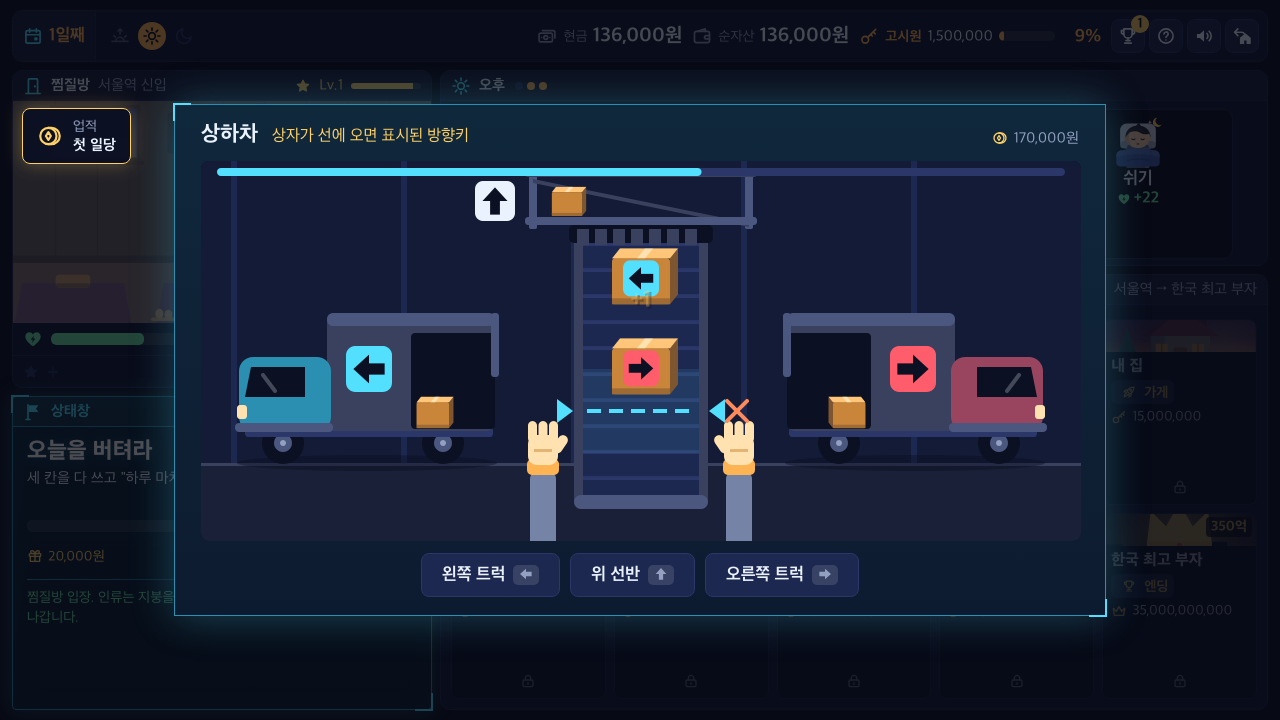 1일째
현금 136,000원
순자산 136,000원
고시원 1,500,000
9%
1
찜질방 서울역 신입
Lv.1
오후
업적
첫 일당
상하차 상자가 선에 오면 표시된 방향키
170,000원
+1
쉬기
+22
서울역 → 한국 최고 부자
내 집
가게
15,000,000
상태창
오늘을 버텨라
세 칸을 다 쓰고 "하루
20,000원
찜질방 입장. 인류는 지붕을
나갑니다.
350억
한국 최고 부자
엔딩
35,000,000,000
왼쪽 트럭
위 선반
오른쪽 트럭